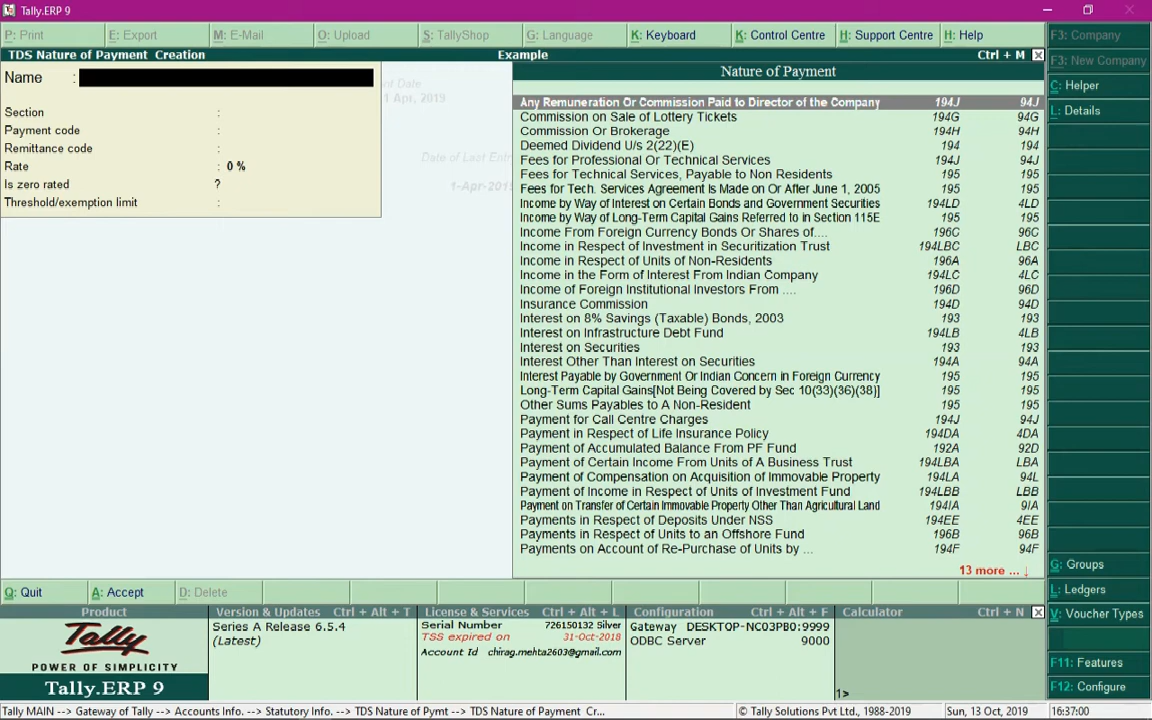 Tally.ERP 9
P: Print E: Export M: E-Mail O: Upload S: TallyShop G: Language K: Keyboard K: Control Centre H: Support Centre H: Help
F3: Company
F3: New Company
C: Helper
L: Details
TDS Nature of Payment Creation Example Ctrl + M
Name :
Section :
Payment code :
Remittance code :
Rate : 0 %
Is zero rated ?
Threshold/exemption limit :
1 Apr, 2019
Date of Last Entr
1-Apr-201
Nature of Payment
Any Remuneration Or Commission Paid to Director of the Company 194J 94J
Commission on Sale of Lottery Tickets 194G 94G
Commission Or Brokerage 194H 94H
Deemed Dividend U/s 2(22)(E) 194 194
Fees for Professional Or Technical Services 194J 94J
Fees for Technical Services, Payable to Non Residents 195 195
Fees for Tech. Services Agreement Is Made on Or After June 1, 2005 195 195
Income by Way of Interest on Certain Bonds and Government Securities 194LD 4LD
Income by Way of Long-Term Capital Gains Referred to in Section 115E 195 195
Income From Foreign Currency Bonds Or Shares of.... 196C 96C
Income in Respect of Investment in Securitization Trust 194LBC LBC
Income in Respect of Units of Non-Residents 196A 96A
Income in the Form of Interest From Indian Company 194LC 4LC
Income of Foreign Institutional Investors From .... 196D 96D
Insurance Commission 194D 94D
Interest on 8% Savings (Taxable) Bonds, 2003 193 193
Interest on Infrastructure Debt Fund 194LB 4LB
Interest on Securities 193 193
Interest Other Than Interest on Securities 194A 94A
Interest Payable by Government Or Indian Concern in Foreign Currency 195 195
Long-Term Capital Gains[Not Being Covered by Sec 10(33)(36)(38)] 195 195
Other Sums Payables to A Non-Resident 195 195
Payment for Call Centre Charges 194J 94J
Payment in Respect of Life Insurance Policy 194DA 4DA
Payment of Accumulated Balance From PF Fund 192A 92D
Payment of Certain Income From Units of A Business Trust 194LBA LBA
Payment of Compensation on Acquisition of Immovable Property 194LA 94L
Payment of Income in Respect of Units of Investment Fund 194LBB LBB
Payment on Transfer of Certain Immovable Property Other Than Agricultural Land 194IA 9IA
Payments in Respect of Deposits Under NSS 194EE 4EE
Payments in Respect of Units to an Offshore Fund 196B 96B
Payments on Account of Re-Purchase of Units by ... 194F 94F
13 more ... ↓
G: Groups
L: Ledgers
V: Voucher Types
F11: Features
F12: Configure
Q: Quit A: Accept D: Delete
Product
Tally
POWER OF SIMPLICITY
Tally.ERP 9
Version & Updates Ctrl + Alt + T
Series A Release 6.5.4
(Latest)
License & Services Ctrl + Alt + L
Serial Number 726150132 Silver
TSS expired on 31-Oct-2018
Account Id chirag.mehta2603@gmail.com
Configuration Ctrl + Alt + F
Gateway DESKTOP-NC03PB0:9999
ODBC Server 9000
Calculator Ctrl + N
1>
Tally MAIN --> Gateway of Tally --> Accounts Info. --> Statutory Info. --> TDS Nature of Pymt --> TDS Nature of Payment Cr... © Tally Solutions Pvt Ltd., 1988-2019 Sun, 13 Oct, 2019 16:37:00